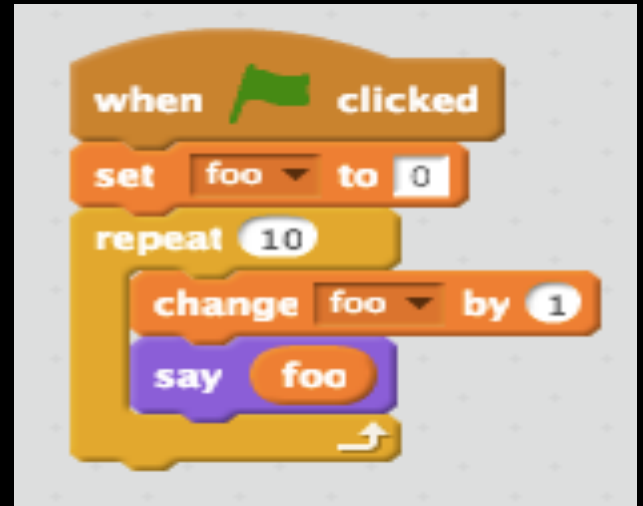 when clicked
set foo to 0
repeat 10
change foo by 1
say foo